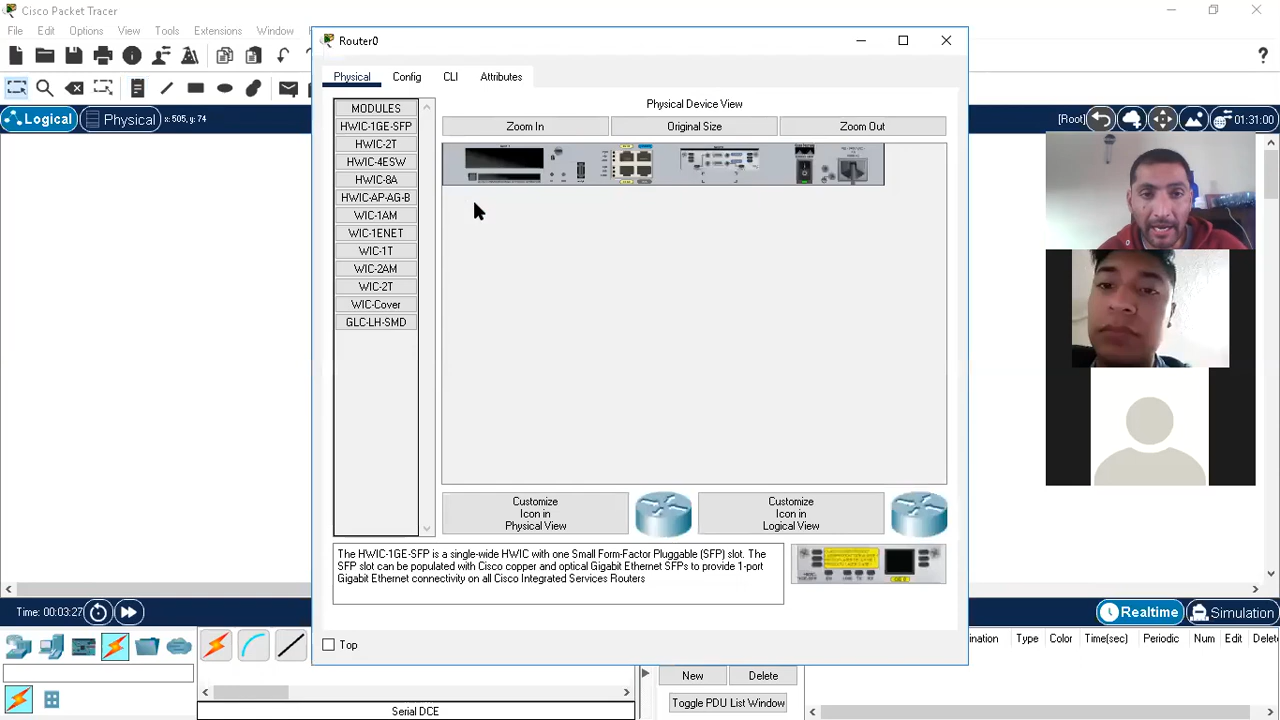 Cisco Packet Tracer
File Edit Options View Tools Extensions Window
Logical Physical x: 505, y: 74
[Root] 01:31:00
Router0
Physical Config CLI Attributes
MODULES
HWIC-1GE-SFP
HWIC-2T
HWIC-4ESW
HWIC-8A
HWIC-AP-AG-B
WIC-1AM
WIC-1ENET
WIC-1T
WIC-2AM
WIC-2T
WIC-Cover
GLC-LH-SMD
Physical Device View
Zoom In Original Size Zoom Out
Customize
Icon in
Physical View
Customize
Icon in
Logical View
The HWIC-1GE-SFP is a single-wide HWIC with one Small Form-Factor Pluggable (SFP) slot. The
SFP slot can be populated with Cisco copper and optical Gigabit Ethernet SFPs to provide 1-port
Gigabit Ethernet connectivity on all Cisco Integrated Services Routers
Top
Time: 00:03:27
Realtime Simulation
ination Type Color Time(sec) Periodic Num Edit Delet
New Delete
Toggle PDU List Window
Serial DCE